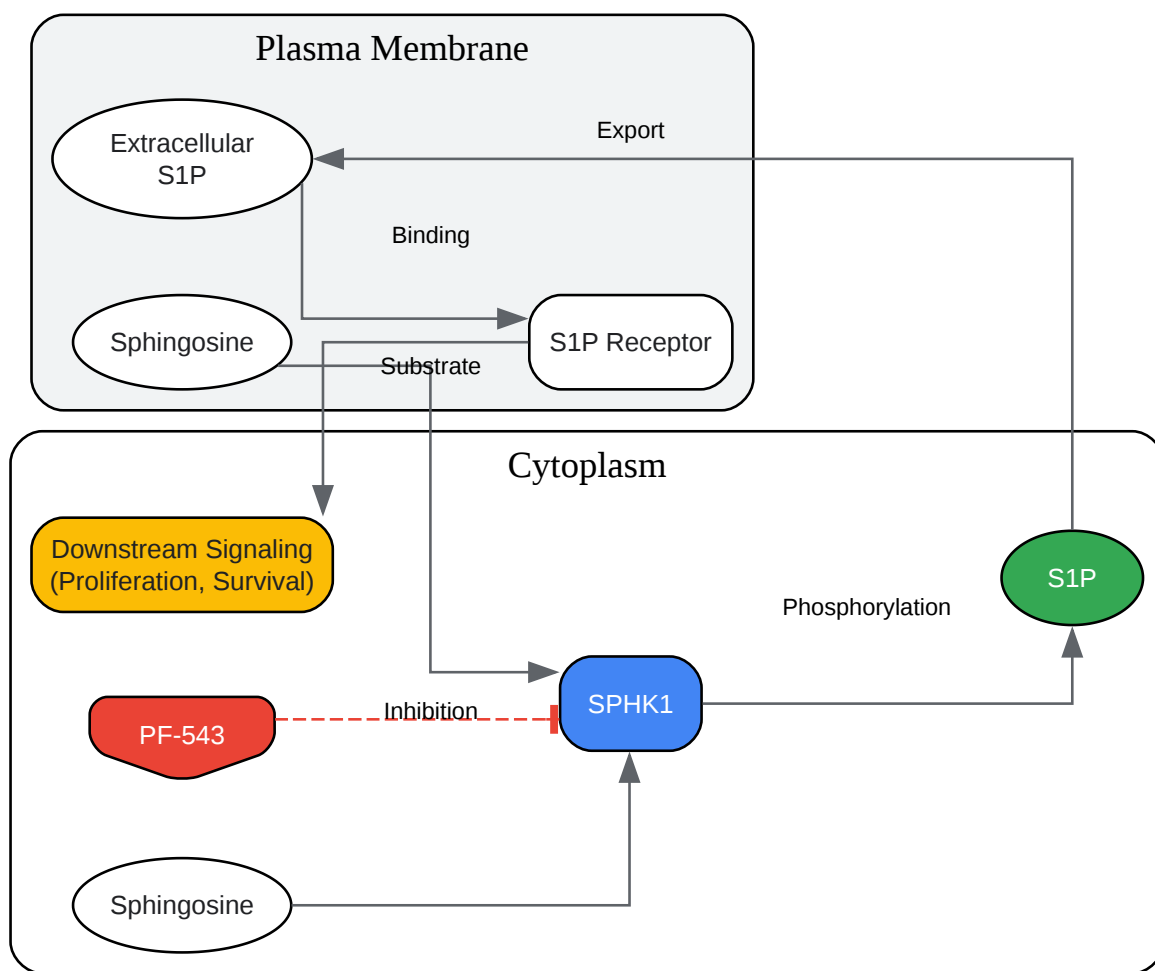 Plasma Membrane
Export
Extracellular
S1P
Binding
Sphingosine
S1P Receptor
Substrate
Cytoplasm
Downstream Signaling
(Proliferation, Survival)
S1P
Phosphorylation
SPHK1
Inhibition
PF-543
Sphingosine